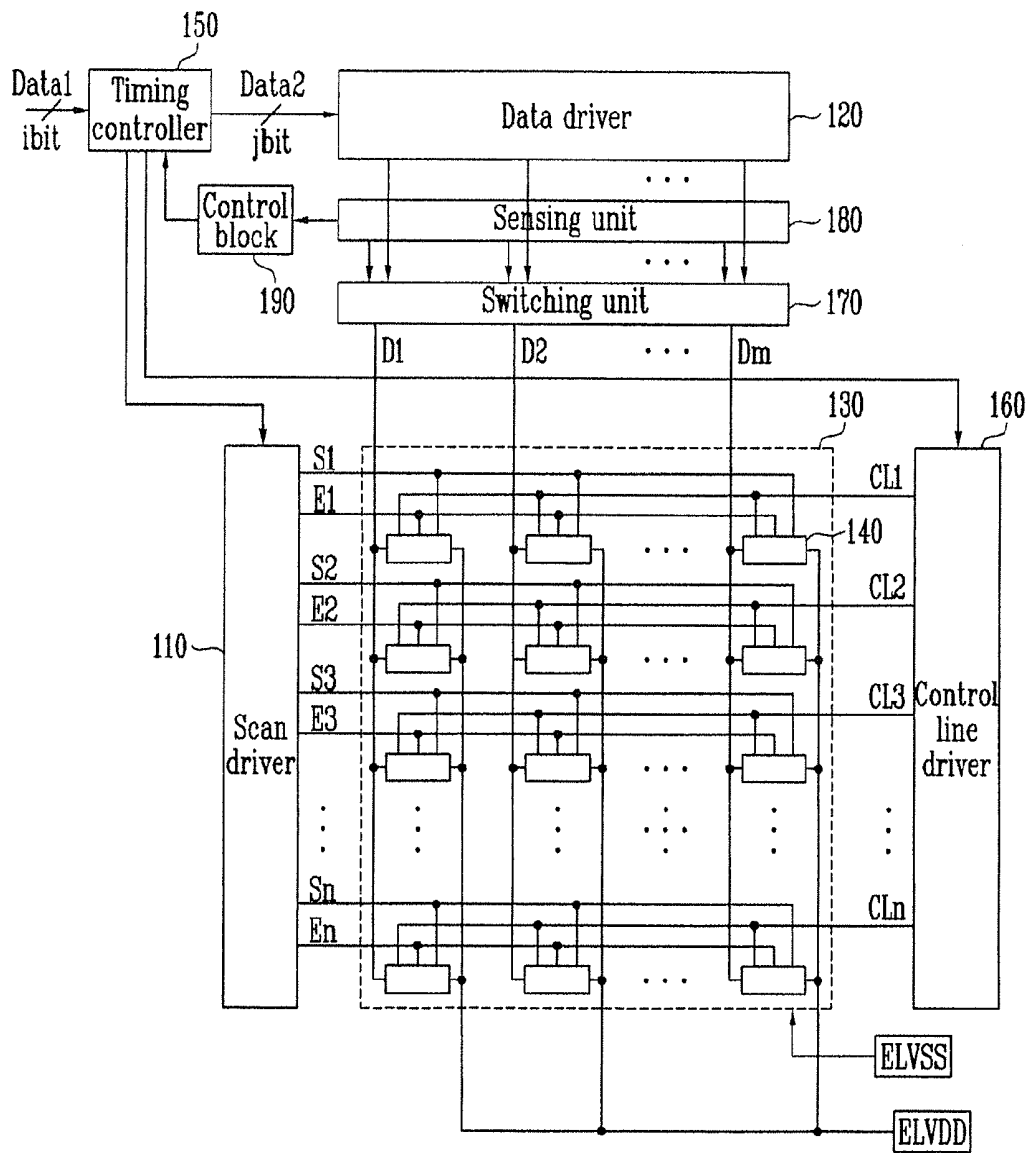 150
Data1
ibit
Timing
controller
Data2
jbit
Data driver
120
Control
block
190
Sensing unit
180
Switching unit
170
D1
D2
Dm
130
160
110
Scan
driver
S1
E1
CL1
140
S2
E2
CL2
S3
E3
CL3
Control
line
driver
Sn
En
CLn
ELVSS
ELVDD